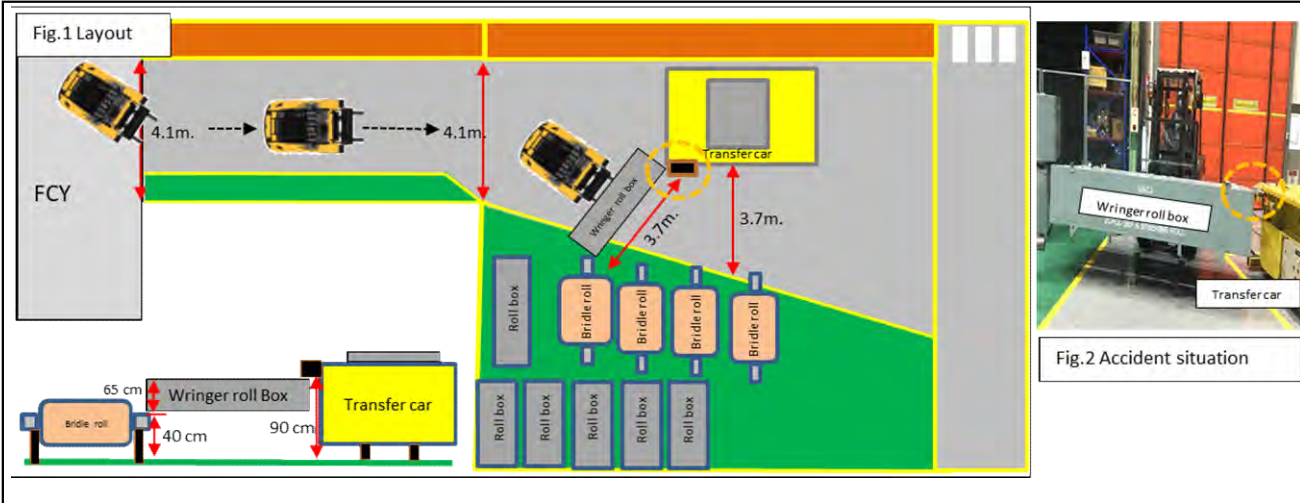 Fig.1 Layout
4.1m.
4.1m.
FCY
Transfer car
Wringer roll box
3.7m.
3.7m.
Roll box
Bridle roll
Bridle roll
Bridle roll
Bridle roll
Roll box
Roll box
Roll box
Roll box
Roll box
65 cm
Wringer roll Box
Transfer car
Bridle roll
40 cm
90 cm
Wringer roll box
Transfer car
Fig.2 Accident situation